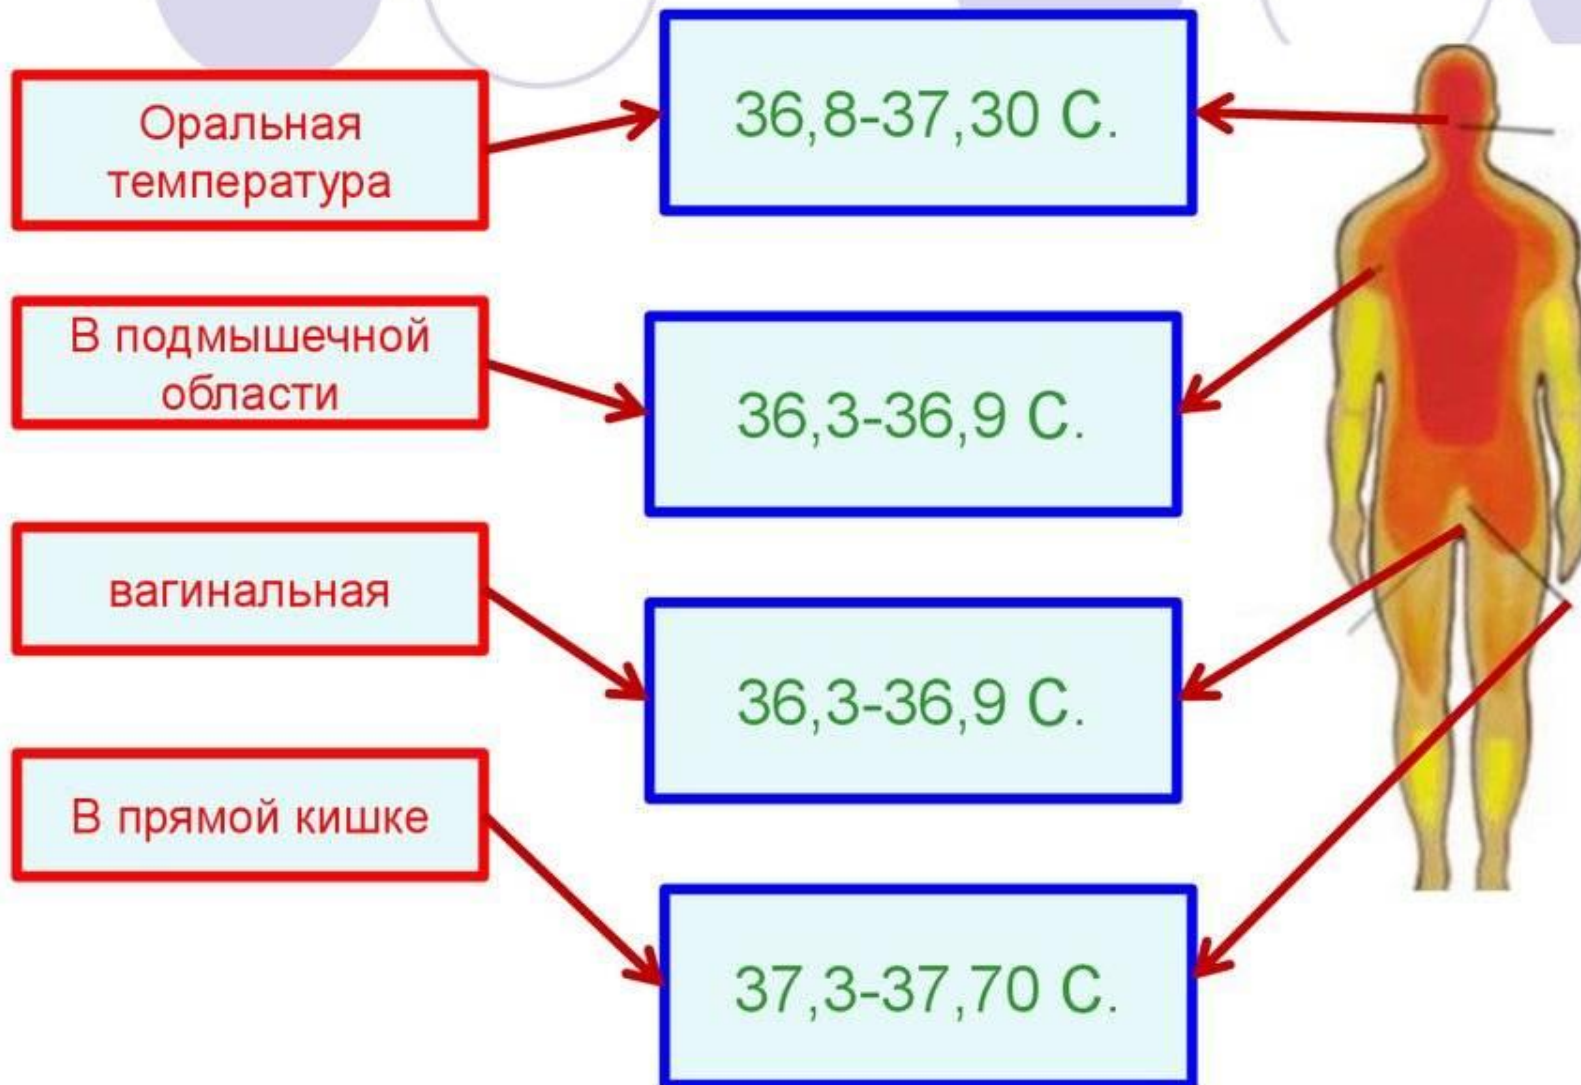 Оральная
температура
36,8-37,30 С.
В подмышечной
области
36,3-36,9 С.
вагинальная
36,3-36,9 С.
В прямой кишке
37,3-37,70 С.